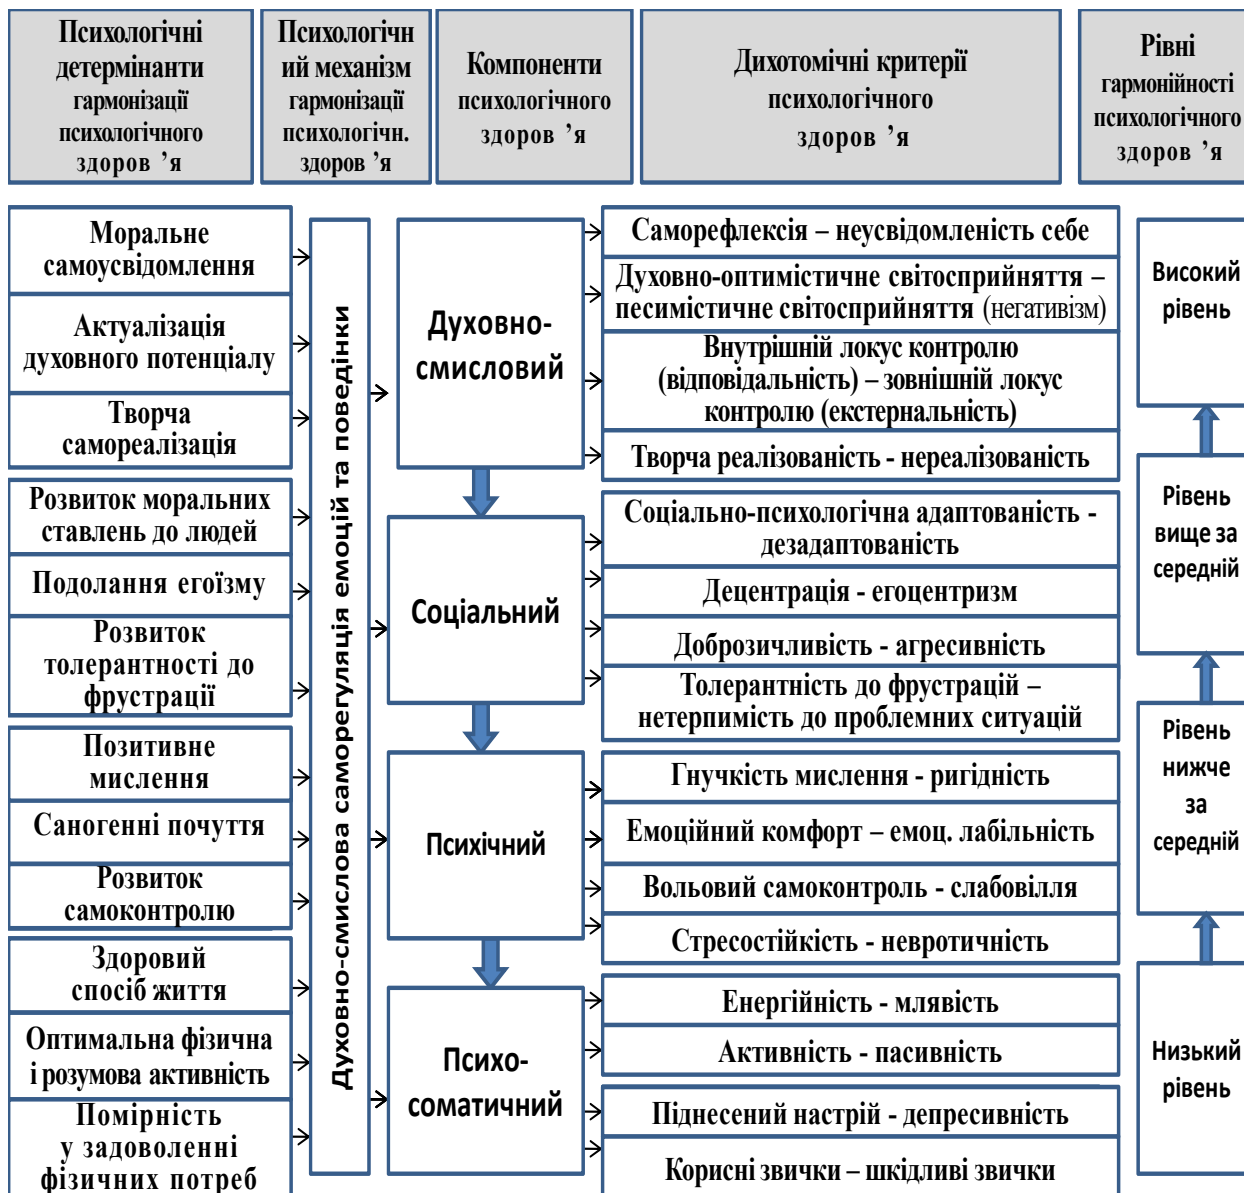 Психологічні
детермінанти
гармонізації
психологічного
здоров ’я
Психологічн
ий механізм
гармонізації
психологічн.
здоров ’я
Компоненти
психологічного
здоров ’я
Дихотомічні критерії
психологічного
здоров ’я
Рівні
гармонійності
психологічного
здоров ’я
Моральне
самоусвідомлення
Актуалізація
духовного потенціалу
Творча
самореалізація
Розвиток моральних
ставлень до людей
Подолання егоїзму
Розвиток
толерантності до
фрустрації
Позитивне
мислення
Саногенні почуття
Розвиток
самоконтролю
Здоровий
спосіб життя
Оптимальна фізична
і розумова активність
Помірність
у задоволенні
фізичних потреб
Духовно-смислова саморегуляція емоцій та поведінки
Духовно-
смисловий
Соціальний
Психічний
Психо-
соматичний
Саморефлексія – неусвідомленість себе
Духовно-оптимістичне світосприйняття –
песимістичне світосприйняття (негативізм)
Внутрішній локус контролю
(відповідальність) – зовнішній локус
контролю (екстернальність)
Творча реалізованість - нереалізованість
Соціально-психологічна адаптованість -
дезадаптованість
Децентрація - егоцентризм
Доброзичливість - агресивність
Толерантність до фрустрацій –
нетерпимість до проблемних ситуацій
Гнучкість мислення - ригідність
Емоційний комфорт – емоц. лабільність
Вольовий самоконтроль - слабовілля
Стресостійкість - невротичність
Енергійність - млявість
Активність - пасивність
Піднесений настрій - депресивність
Корисні звички – шкідливі звички
Високий
рівень
Рівень
вище за
середній
Рівень
нижче
за
середній
Низький
рівень